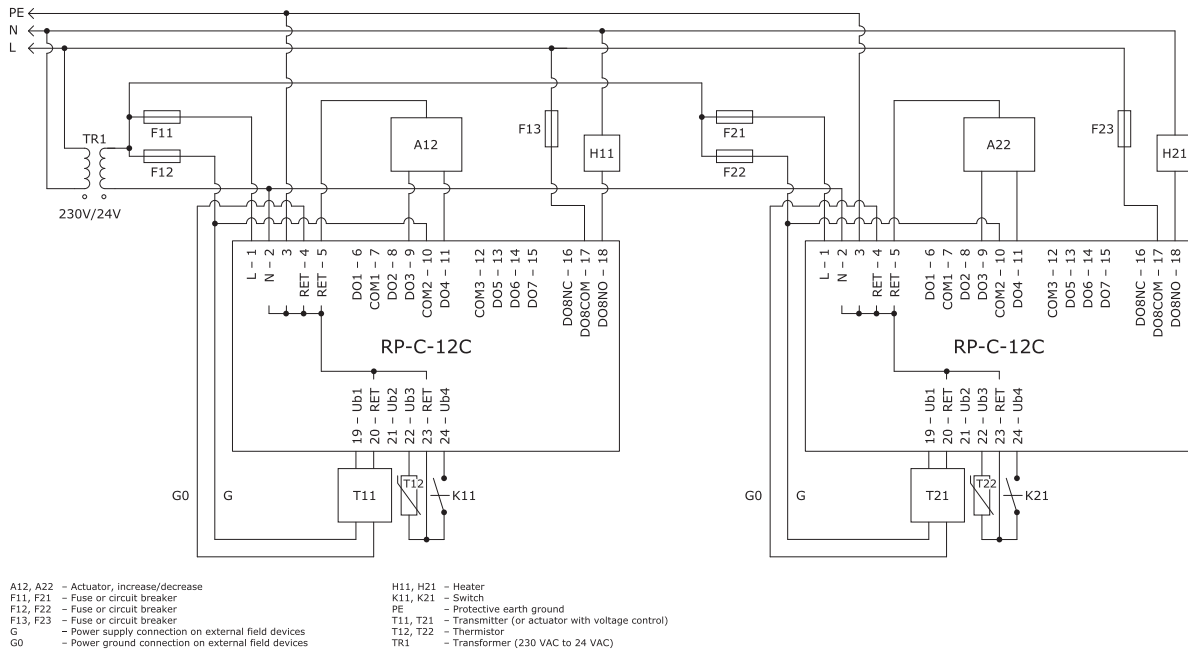 PE
N
L
TR1
230V/24V
F11
F12
A12
F13
H11
F21
F22
A22
F23
H21
L – 1
N – 2
3
RET – 4
RET – 5
DO1 – 6
COM1 – 7
DO2 – 8
DO3 – 9
COM2 – 10
DO4 – 11
COM3 – 12
DO5 – 13
DO6 – 14
DO7 – 15
DO8NC – 16
DO8COM – 17
DO8NO – 18
RP-C-12C
19 – Ub1
20 – RET
21 – Ub2
22 – Ub3
23 – RET
24 – Ub4
G0
G
T11
T12
K11
L – 1
N – 2
3
RET – 4
RET – 5
DO1 – 6
COM1 – 7
DO2 – 8
DO3 – 9
COM2 – 10
DO4 – 11
COM3 – 12
DO5 – 13
DO6 – 14
DO7 – 15
DO8NC – 16
DO8COM – 17
DO8NO – 18
RP-C-12C
19 – Ub1
20 – RET
21 – Ub2
22 – Ub3
23 – RET
24 – Ub4
G0
G
T21
T22
K21
A12, A22 – Actuator, increase/decrease
F11, F21 – Fuse or circuit breaker
F12, F22 – Fuse or circuit breaker
F13, F23 – Fuse or circuit breaker
G – Power supply connection on external field devices
G0 – Power ground connection on external field devices
H11, H21 – Heater
K11, K21 – Switch
PE – Protective earth ground
T11, T21 – Transmitter (or actuator with voltage control)
T12, T22 – Thermistor
TR1 – Transformer (230 VAC to 24 VAC)